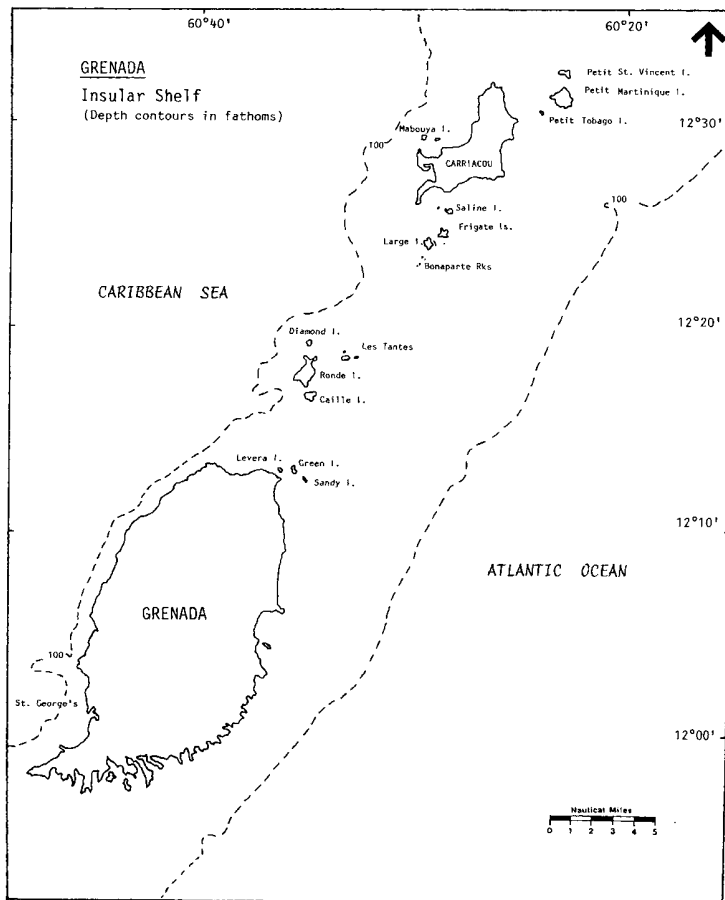 60°40'
60°20'
GRENADA
Insular Shelf
(Depth contours in fathoms)
Petit St. Vincent I.
Petit Martinique I.
Petit Tobago I.
12°30'
Mabouya I.
100
CARRIACOU
100
Saline I.
Frigate Is.
Large I.
Bonaparte Rks
CARIBBEAN SEA
12°20'
Diamond I.
Les Tantes
Ronde I.
Caille I.
Levera I.
Green I.
Sandy I.
12°10'
ATLANTIC OCEAN
GRENADA
100
St. George's
12°00'
Nautical Miles
0 1 2 3 4 5